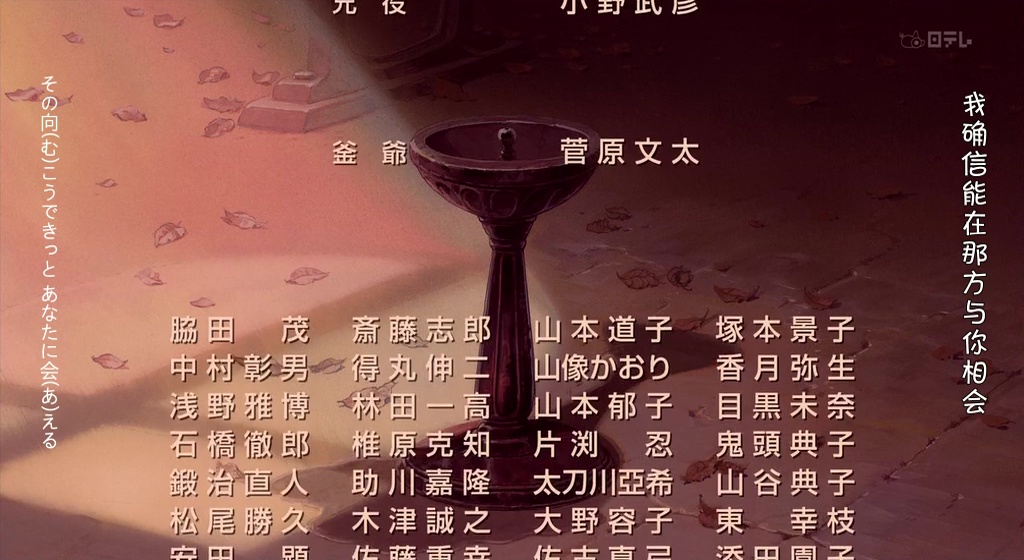 兄役 小野武彦
日テレ
その向(む)こうできっと あなたに会(あ)える
我确信能在那方与你相会
釜爺 菅原文太
脇田 茂 斎藤志郎 山本道子 塚本景子
中村彰男 得丸伸二 山像かおり 香月弥生
浅野雅博 林田一高 山本郁子 目黒未奈
石橋徹郎 椎原克知 片渕 忍 鬼頭典子
鍛治直人 助川嘉隆 太刀川亞希 山谷典子
松尾勝久 木津誠之 大野容子 東 幸枝